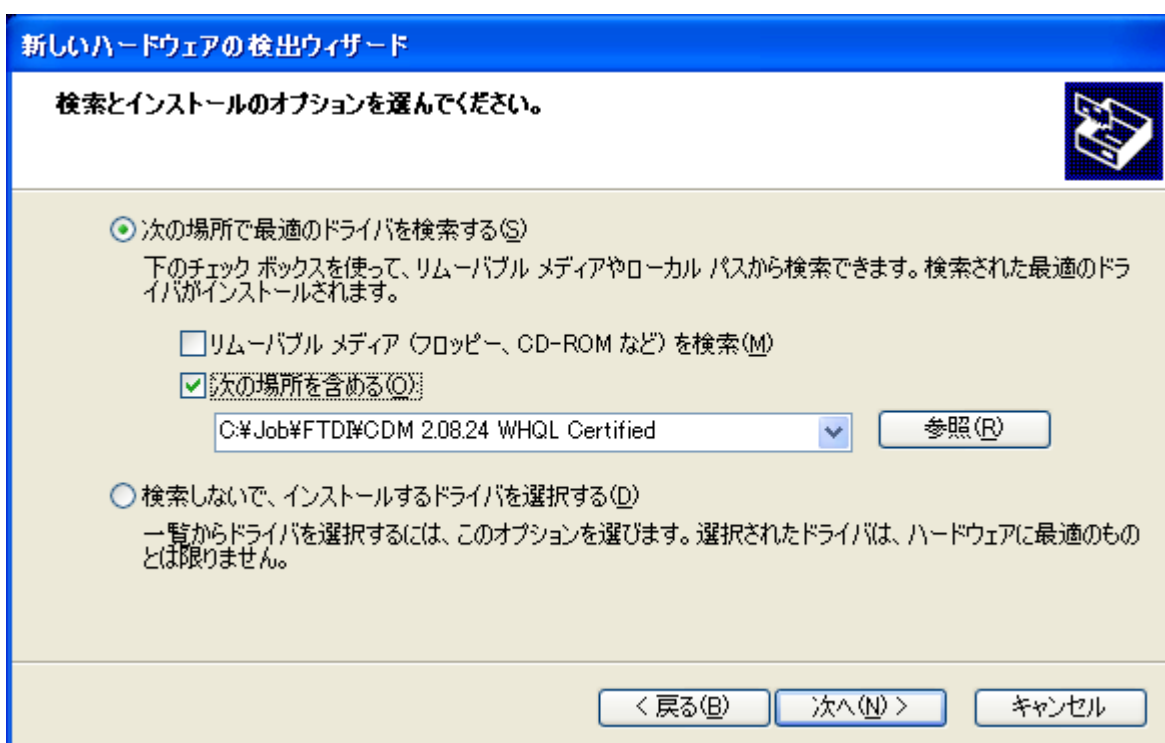 新しいハードウェアの検出ウィザード
検索とインストールのオプションを選んでください。
次の場所で最適のドライバを検索する(S)
下のチェック ボックスを使って、リムーバブル メディアやローカル パスから検索できます。検索された最適のドラ
イバがインストールされます。
リムーバブル メディア (フロッピー、CD-ROM など) を検索(M)
次の場所を含める(O):
C:¥Job¥FTDI¥CDM 2.08.24 WHQL Certified
参照(R)
検索しないで、インストールするドライバを選択する(D)
一覧からドライバを選択するには、このオプションを選びます。選択されたドライバは、ハードウェアに最適のもの
とは限りません。
< 戻る(B)
次へ(N) >
キャンセル